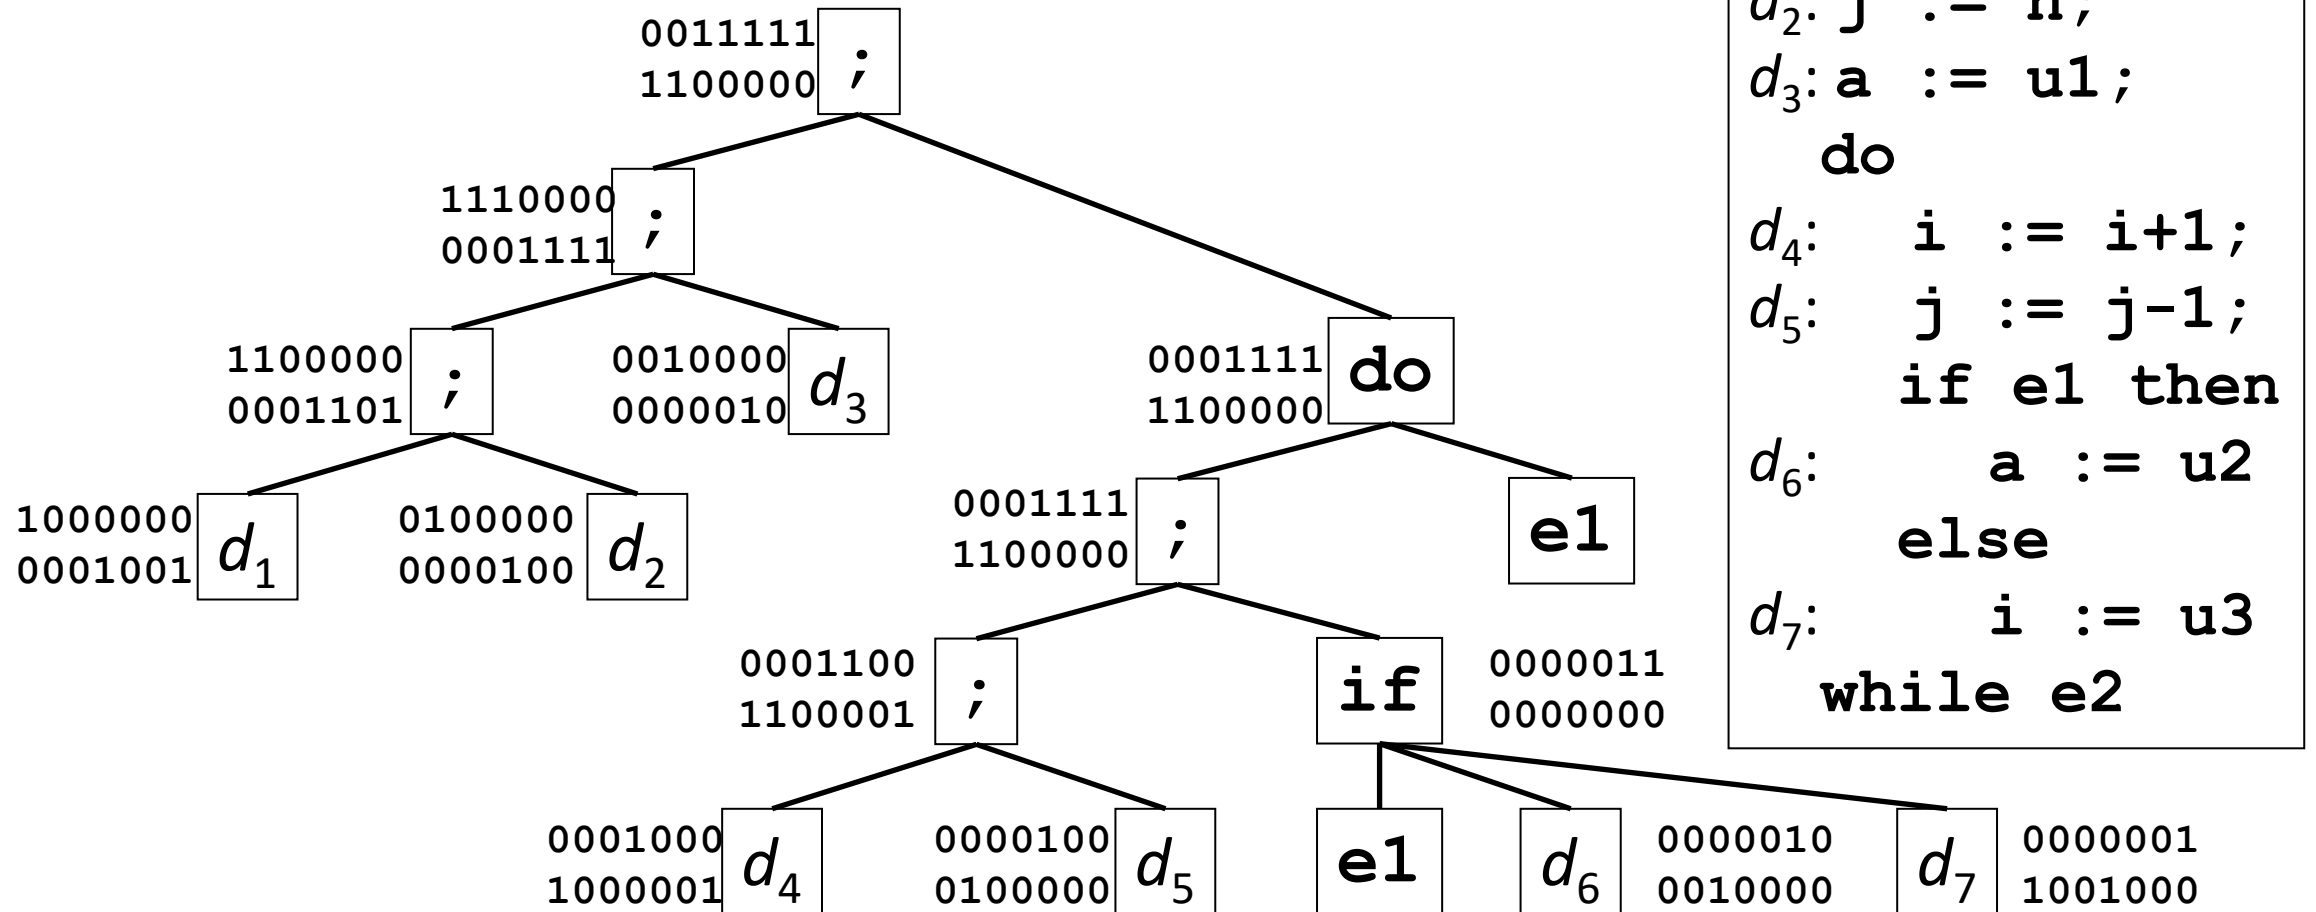 0011111
1100000
;
1110000
0001111
;
1100000
0001101
;
0010000
0000010
d3
0001111
1100000
do
1000000
0001001
d1
0100000
0000100
d2
0001111
1100000
;
e1
0001100
1100001
;
if
0000011
0000000
0001000
1000001
d4
0000100
0100000
d5
e1
d6
0000010
0010000
d7
0000001
1001000
d2: j := n;
d3: a := u1;
do
d4: i := i+1;
d5: j := j-1;
if e1 then
d6: a := u2
else
d7: i := u3
while e2